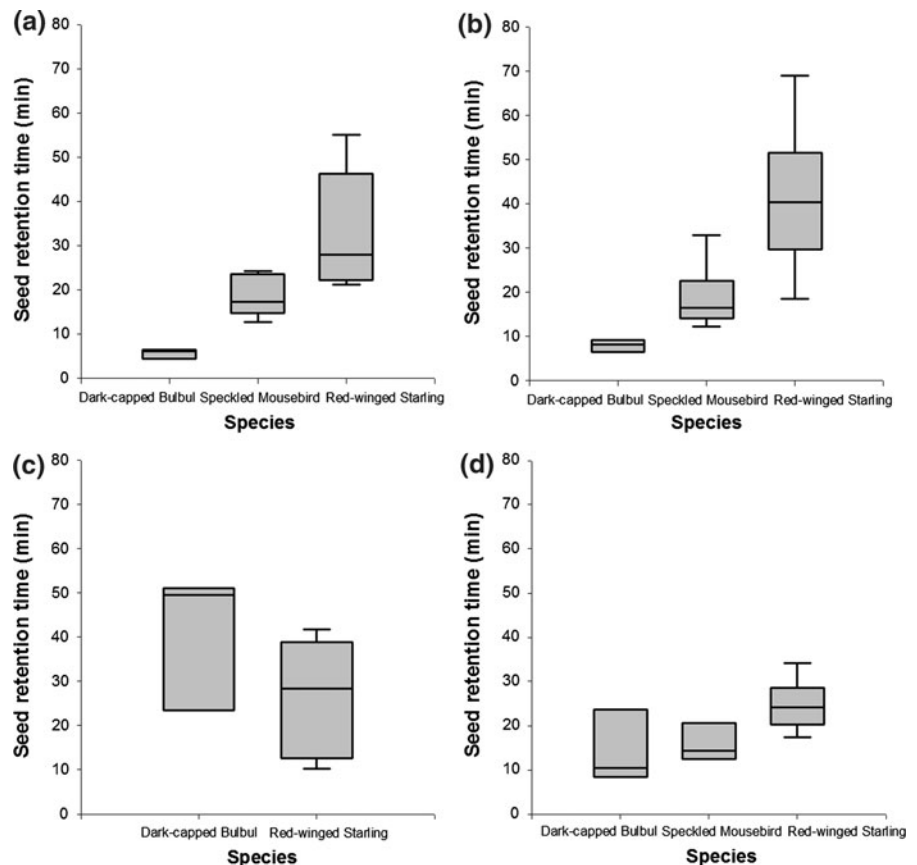 (a)
80
70
60
50
40
30
20
10
0
Seed retention time (min)
Dark-capped Bulbul Speckled Mousebird Red-winged Starling
Species
(b)
80
70
60
50
40
30
20
10
0
Seed retention time (min)
Dark-capped Bulbul Speckled Mousebird Red-winged Starling
Species
(c)
80
70
60
50
40
30
20
10
0
Seed retention time (min)
Dark-capped Bulbul Red-winged Starling
Species
(d)
80
70
60
50
40
30
20
10
0
Seed retention time (min)
Dark-capped Bulbul Speckled Mousebird Red-winged Starling
Species